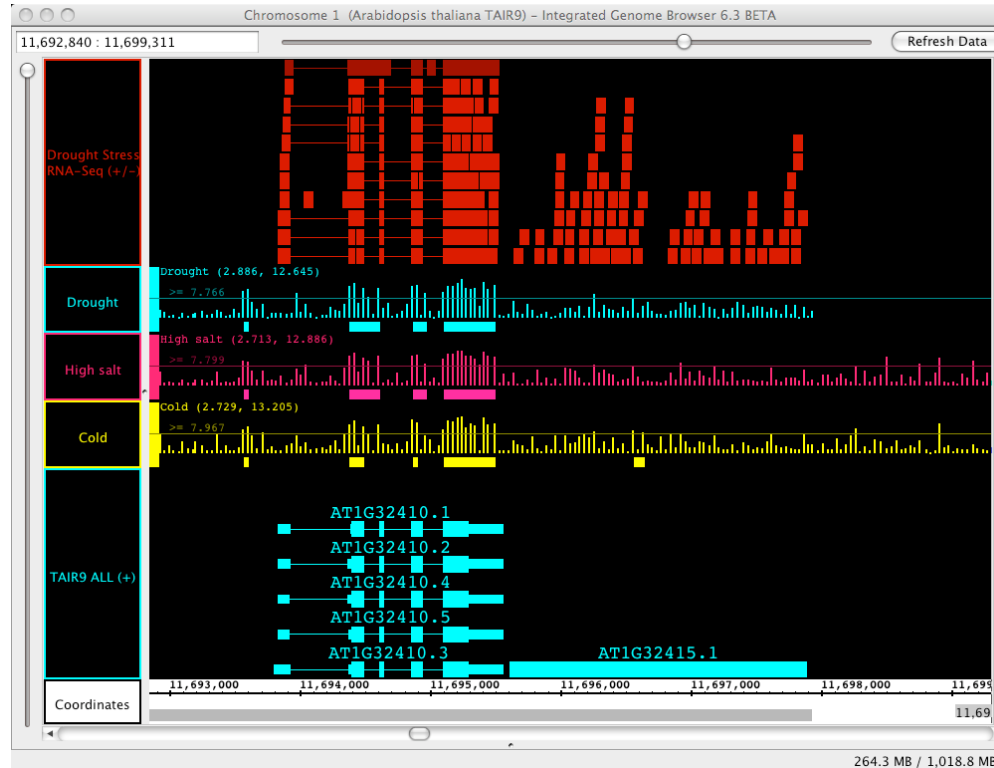 Chromosome 1 (Arabidopsis thaliana TAIR9) – Integrated Genome Browser 6.3 BETA
11,692,840 : 11,699,311
Refresh Data
Drought Stress
RNA-Seq (+/-)
Drought
Drought (2.886, 12.645)
>= 7.766
High salt
High salt (2.713, 12.886)
>= 7.799
Cold
Cold (2.729, 13.205)
>= 7.967
TAIR9 ALL (+)
AT1G32410.1
AT1G32410.2
AT1G32410.4
AT1G32410.5
AT1G32410.3 AT1G32415.1
Coordinates
11,693,000 11,694,000 11,695,000 11,696,000 11,697,000 11,698,000 11,699
11,69
264.3 MB / 1,018.8 MB